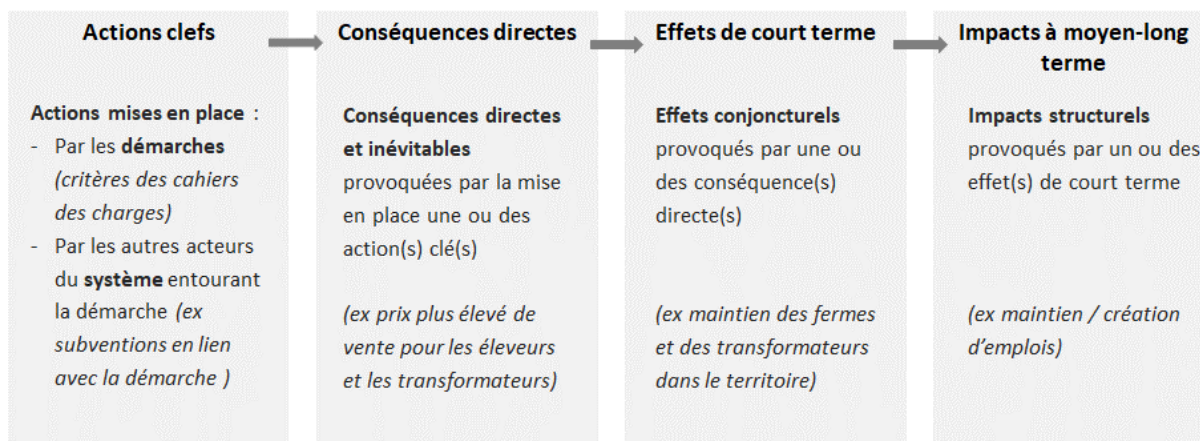 Actions clefs
Actions mises en place :
- Par les démarches
(critères des cahiers
des charges)
- Par les autres acteurs
du système entourant
la démarche (ex
subventions en lien
avec la démarche )
Conséquences directes
Conséquences directes
et inévitables
provoquées par la mise
en place une ou des
action(s) clé(s)
(ex prix plus élevé de
vente pour les éleveurs
et les transformateurs)
Effets de court terme
Effets conjoncturels
provoqués par une ou
des conséquence(s)
directe(s)
(ex maintien des fermes
et des transformateurs
dans le territoire)
Impacts à moyen-long
terme
Impacts structurels
provoqués par un ou des
effet(s) de court terme
(ex maintien / création
d’emplois)